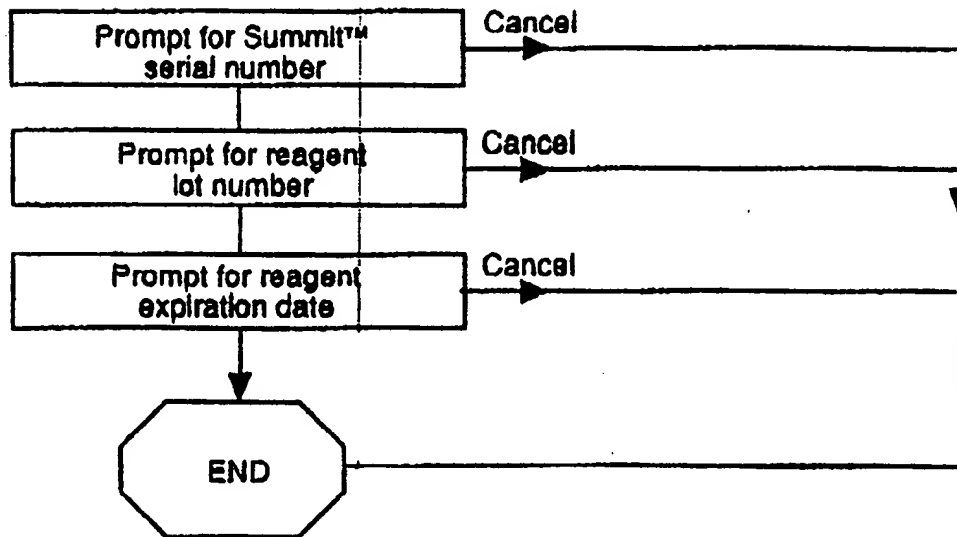 Prompt for Summit™
serial number
Cancel
Prompt for reagent
lot number
Cancel
Prompt for reagent
expiration date
Cancel
END